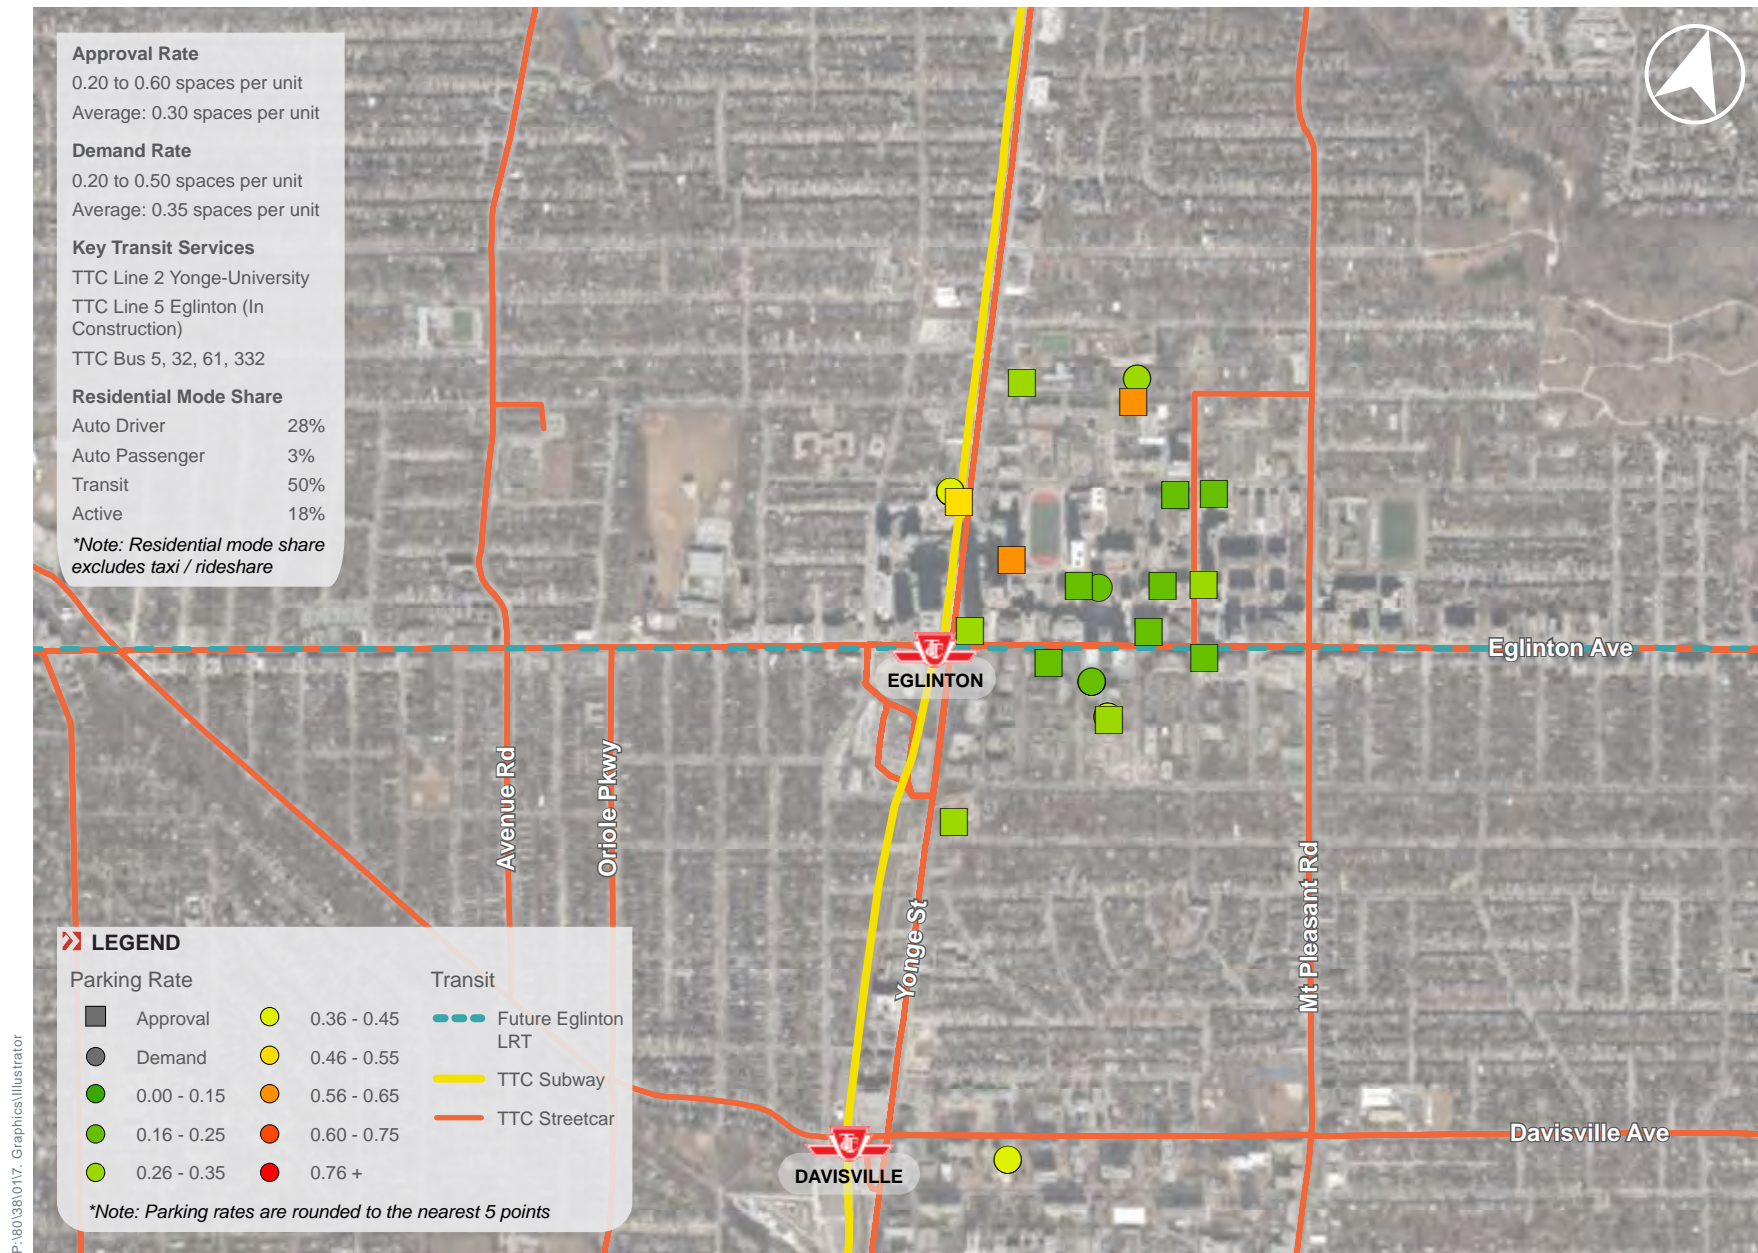 Approval Rate
0.20 to 0.60 spaces per unit
Average: 0.30 spaces per unit
Demand Rate
0.20 to 0.50 spaces per unit
Average: 0.35 spaces per unit
Key Transit Services
TTC Line 2 Yonge-University
TTC Line 5 Eglinton (In
Construction)
TTC Bus 5, 32, 61, 332
Residential Mode Share
Auto Driver 28%
Auto Passenger 3%
Transit 50%
Active 18%
*Note: Residential mode share
excludes taxi / rideshare
Eglinton Ave
EGLINTON
Avenue Rd
Oriole Pkwy
Yonge St
Mt Pleasant Rd
Davisville Ave
DAVISVILLE
LEGEND
Parking Rate
Approval
Demand
0.00 - 0.15
0.16 - 0.25
0.26 - 0.35
0.36 - 0.45
0.46 - 0.55
0.56 - 0.65
0.60 - 0.75
0.76 +
Transit
Future Eglinton
LRT
TTC Subway
TTC Streetcar
*Note: Parking rates are rounded to the nearest 5 points
P:\80\38\01\7. Graphics\Illustrator